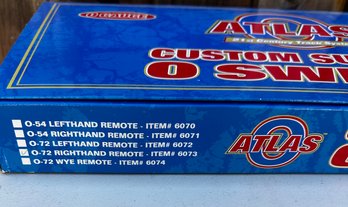 O GAUGE
ATLAS
O
21st Century Track System
CUSTOM SU
O SWI
O-54 LEFTHAND REMOTE - ITEM# 6070
O-54 RIGHTHAND REMOTE - ITEM# 6071
O-72 LEFTHAND REMOTE - ITEM# 6072
O-72 RIGHTHAND REMOTE - ITEM# 6073
O-72 WYE REMOTE - ITEM# 6074
ATLAS
O